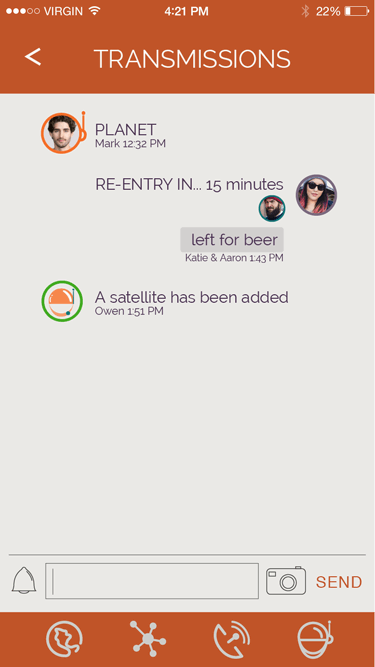 VIRGIN 4:21 PM 22%
< TRANSMISSIONS
PLANET
Mark 12:32 PM
RE-ENTRY IN... 15 minutes
left for beer
Katie & Aaron 1:43 PM
A satellite has been added
Owen 1:51 PM
SEND